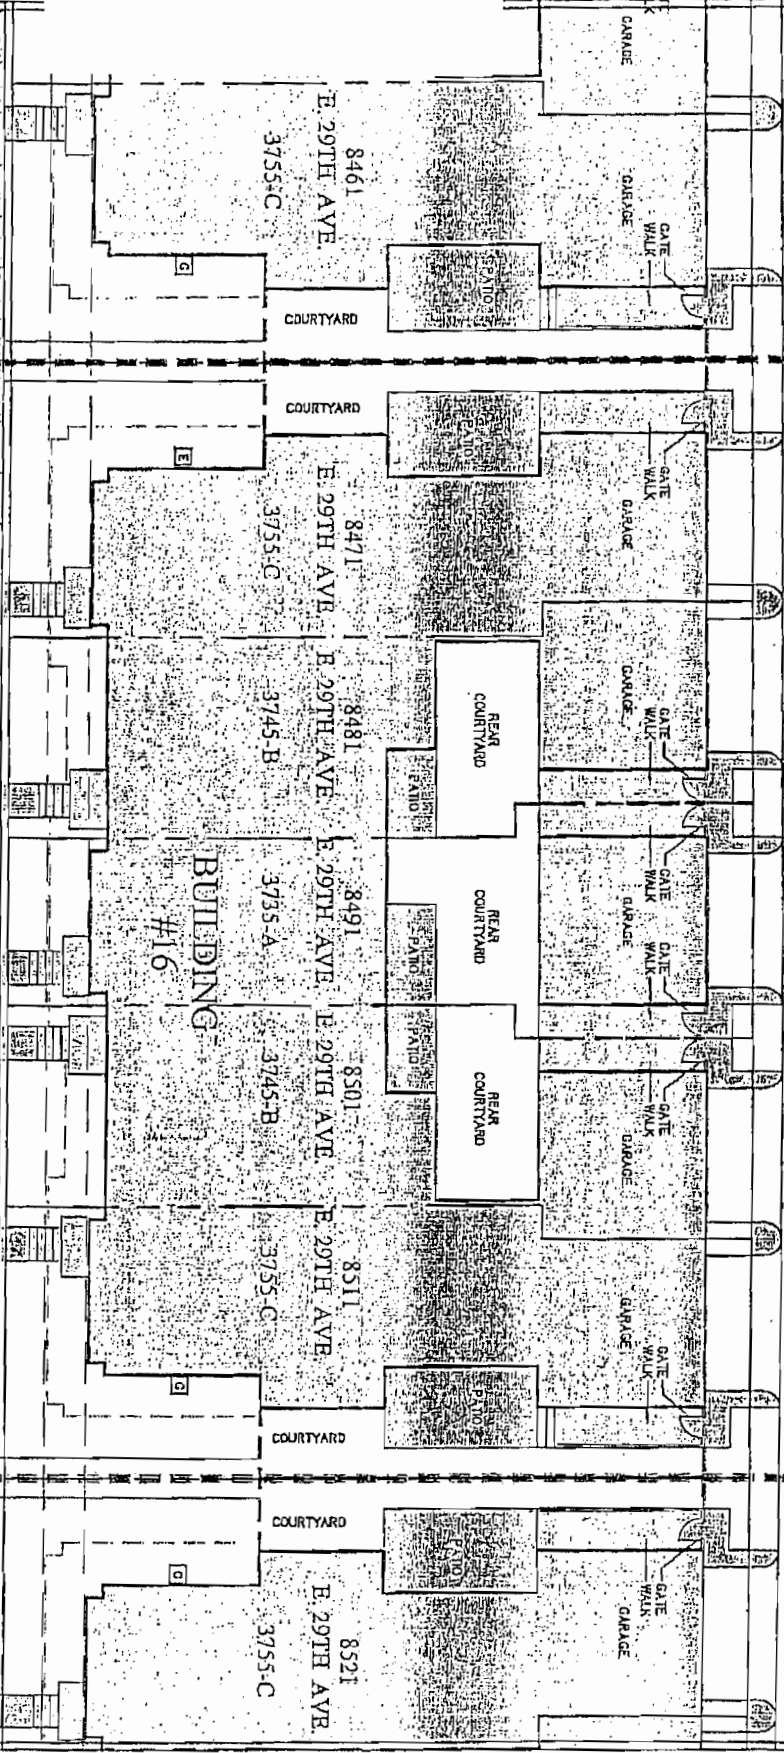 K
GARAGE
8461
E. 29TH AVE
3755-C
GARAGE
GATE
WALK
PATIO
G
COURTYARD
COURTYARD
PATIO
GATE
WALK
E
8471
E 29TH AVE
3755-C
GARAGE
8481
E 29TH AVE.
3745-B
GARAGE
GATE
WALK
REAR
COURTYARD
PATIO
BUILDING
#16
8491
E 29TH AVE
3735-A
GATE
WALK
GARAGE
GATE
WALK
REAR
COURTYARD
PATIO
PATIO
8501
E 29TH AVE
3745-B
REAR
COURTYARD
GATE
WALK
GARAGE
8511
E 29TH AVE
3755-C
GARAGE
GATE
WALK
PATIO
G
COURTYARD
COURTYARD
PATIO
G
GATE
WALK
GARAGE
8521
E. 29TH AVE
3755-C